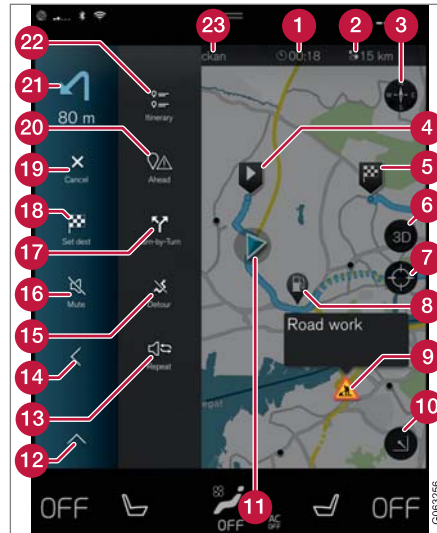 23 1 2 3
ckan 00:18 15 km
22
21
80 m
Itinerary
W E
4
20
Ahead
5
19
Cancel
6
3D
18
Set dest
17
Turn-by-Turn
7
16
Mute
15
Detour
8
Road work
14
9
13
Repeat
egat
10
12
11
OFF OFF AC OFF OFF
G063256